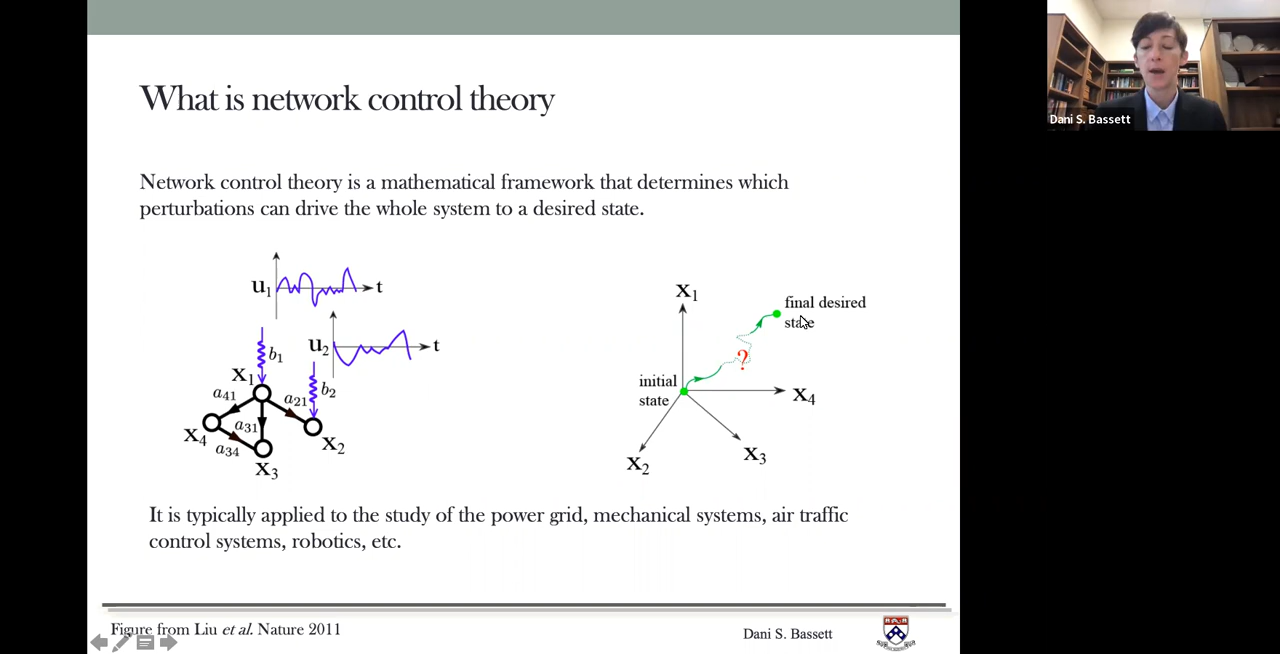 What is network control theory
Dani S. Bassett
Network control theory is a mathematical framework that determines which
perturbations can drive the whole system to a desired state.
u1
t
u2
t
b1
b2
X1
a41
a21
a31
X4
a34
X2
X3
X1
final desired
state
?
initial
state
X4
X3
X2
It is typically applied to the study of the power grid, mechanical systems, air traffic
control systems, robotics, etc.
Figure from Liu et al. Nature 2011
Dani S. Bassett